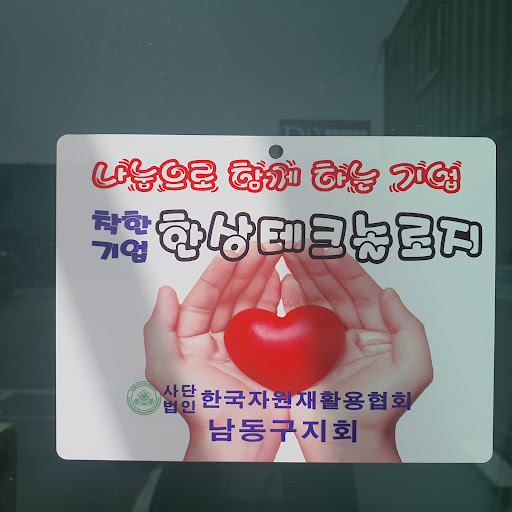 나눔으로 함께 하는 기업
착한
기업 한상테크놀로지
사단
법인 한국자원재활용협회
남동구지회